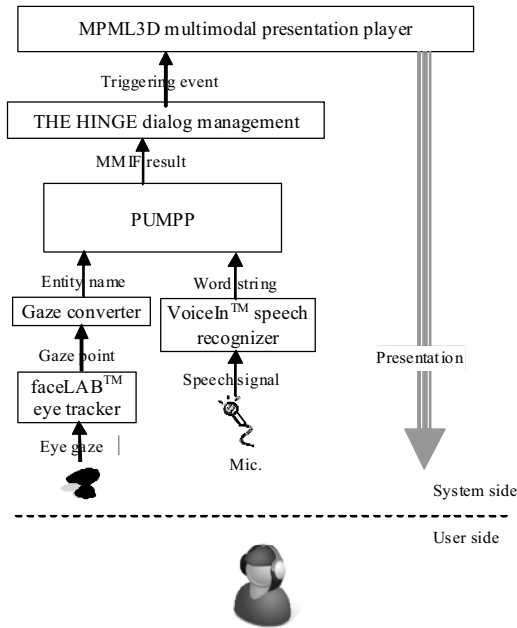 MPML3D multimodal presentation player
Triggering event
THE HINGE dialog management
MMIF result
PUMPP
Entity name
Word string
Gaze converter
VoiceIn™ speech
recognizer
Gaze point
Presentation
faceLAB™
eye tracker
Speech signal
Eye gaze
Mic.
System side
User side